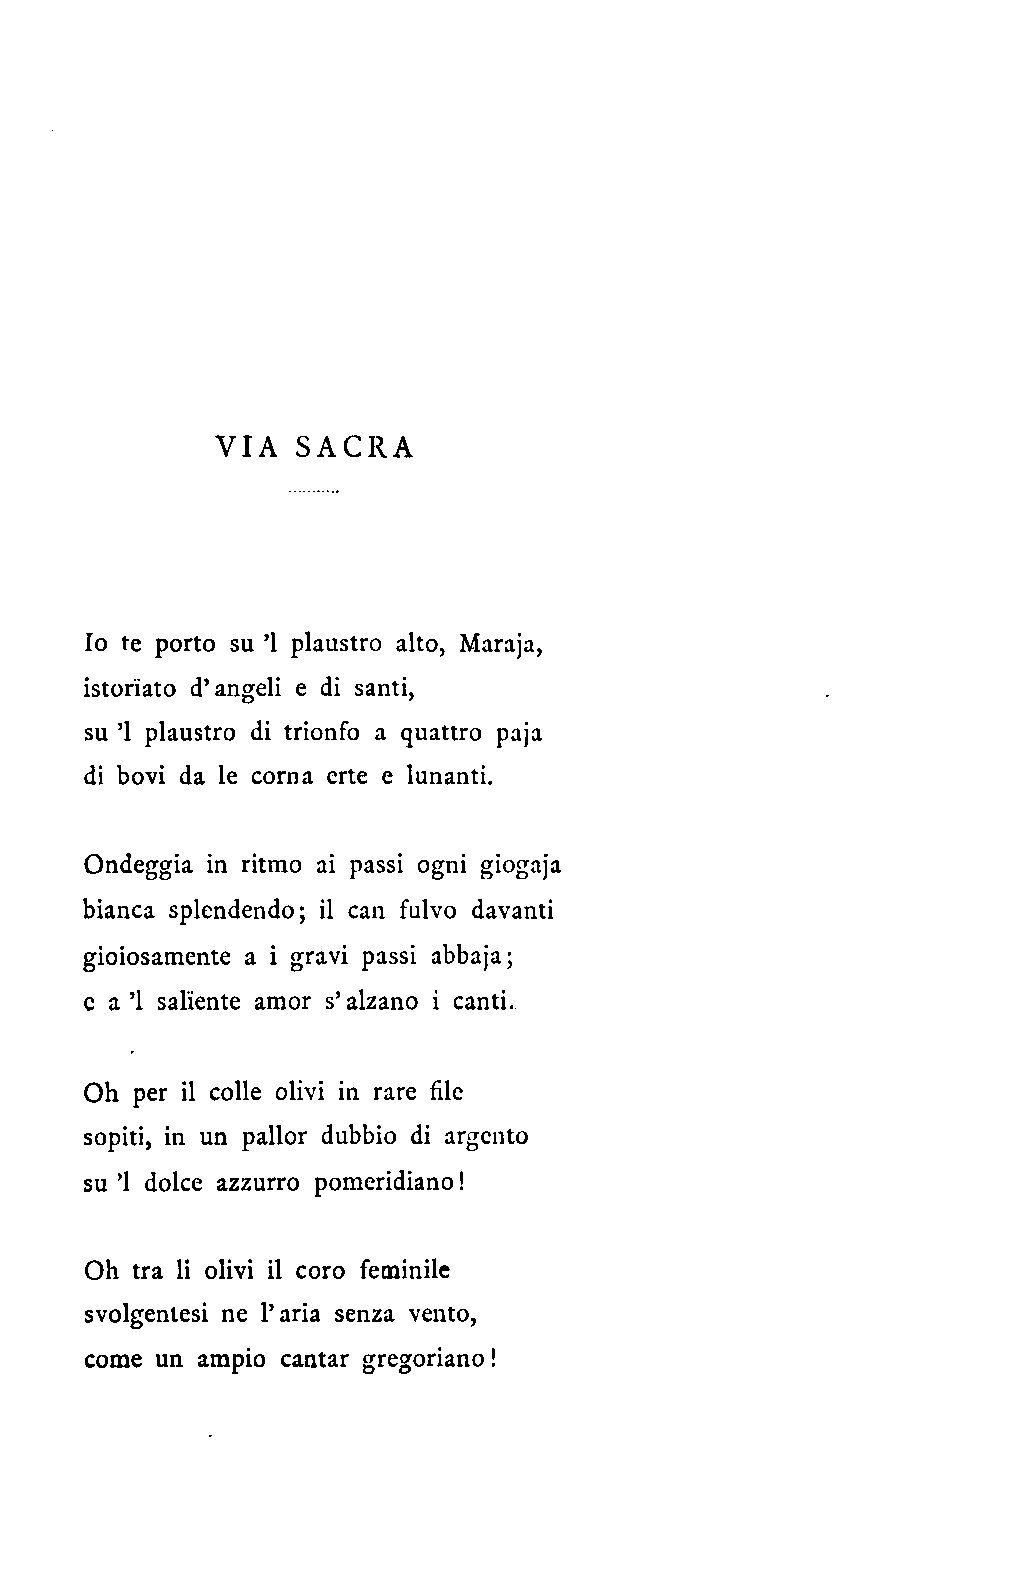 VIA SACRA
Io te porto su 'l plaustro alto, Maraja,
istorïato d'angeli e di santi,
su 'l plaustro di trionfo a quattro paja
di bovi da le corna erte e lunanti.
Ondeggia in ritmo ai passi ogni giogaja
bianca splendendo; il can fulvo davanti
gioiosamente a i gravi passi abbaja;
e a 'l salïente amor s'alzano i canti.
Oh per il colle olivi in rare file
sopiti, in un pallor dubbio di argento
su 'l dolce azzurro pomeridiano!
Oh tra li olivi il coro feminile
svolgentesi ne l'aria senza vento,
come un ampio cantar gregoriano!